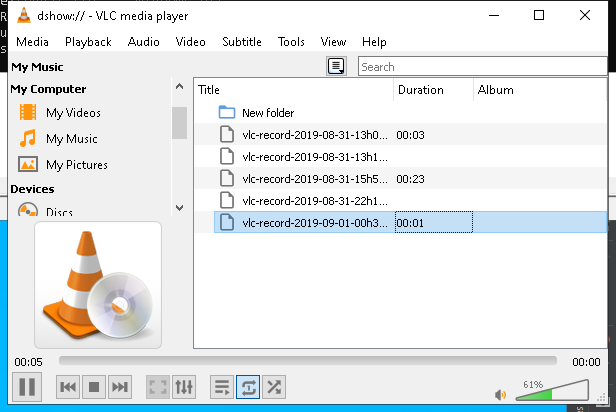 dshow:// - VLC media player
Media Playback Audio Video Subtitle Tools View Help
My Music
Search
My Computer
My Videos
My Music
My Pictures
Devices
Discs
Title Duration Album
New folder
vlc-record-2019-08-31-13h0... 00:03
vlc-record-2019-08-31-13h1...
vlc-record-2019-08-31-15h5... 00:23
vlc-record-2019-08-31-22h1...
vlc-record-2019-09-01-00h3... 00:01
00:05 00:00
61%